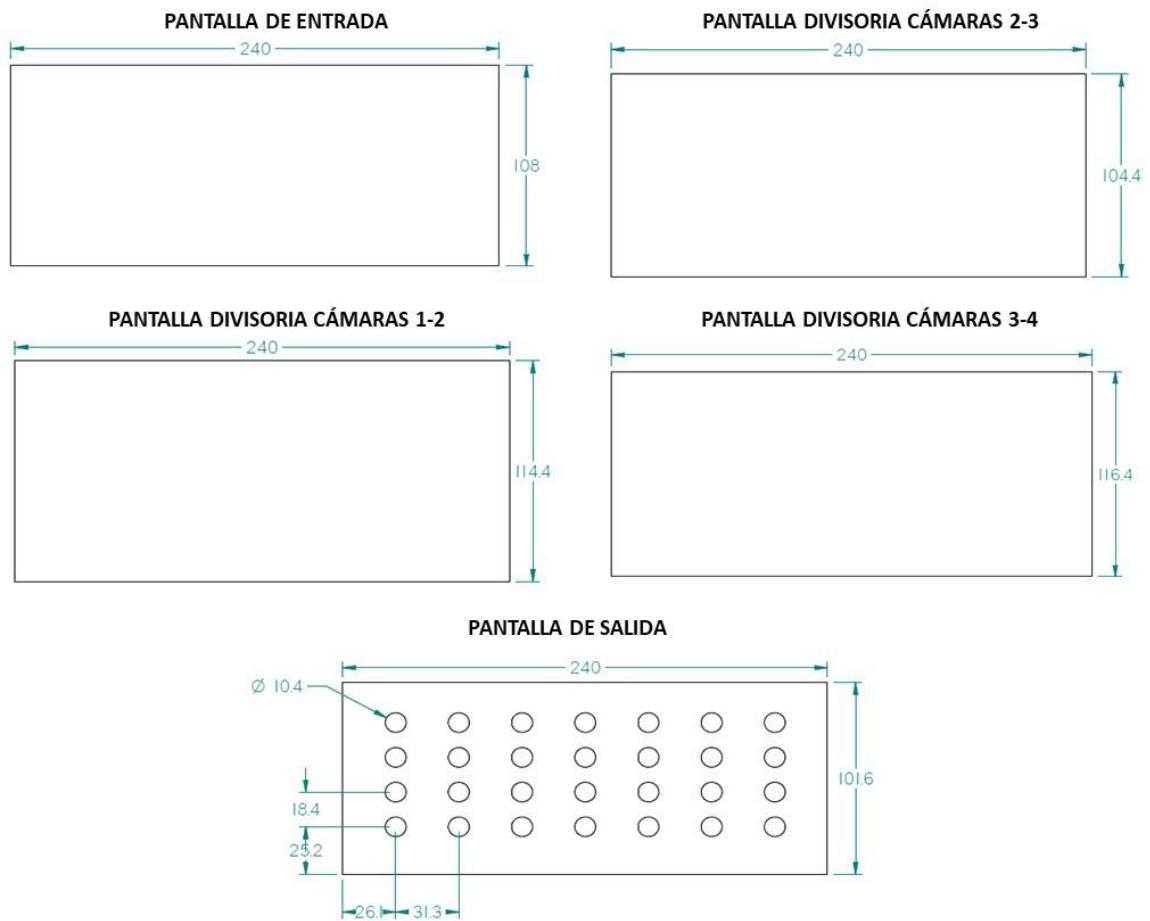 PANTALLA DE ENTRADA
240
108
PANTALLA DIVISORIA CÁMARAS 2-3
240
104.4
PANTALLA DIVISORIA CÁMARAS 1-2
240
114.4
PANTALLA DIVISORIA CÁMARAS 3-4
240
116.4
PANTALLA DE SALIDA
240
Ø 10.4
101.6
18.4
25.2
26.1
31.3